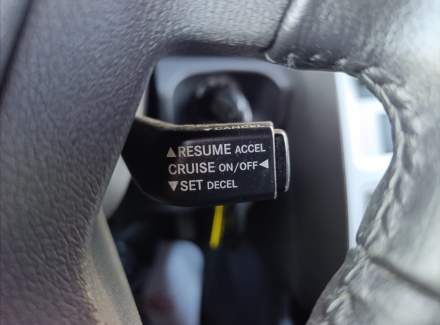 ▼CANCEL
▲RESUME ACCEL
CRUISE ON/OFF◀
▼SET DECEL